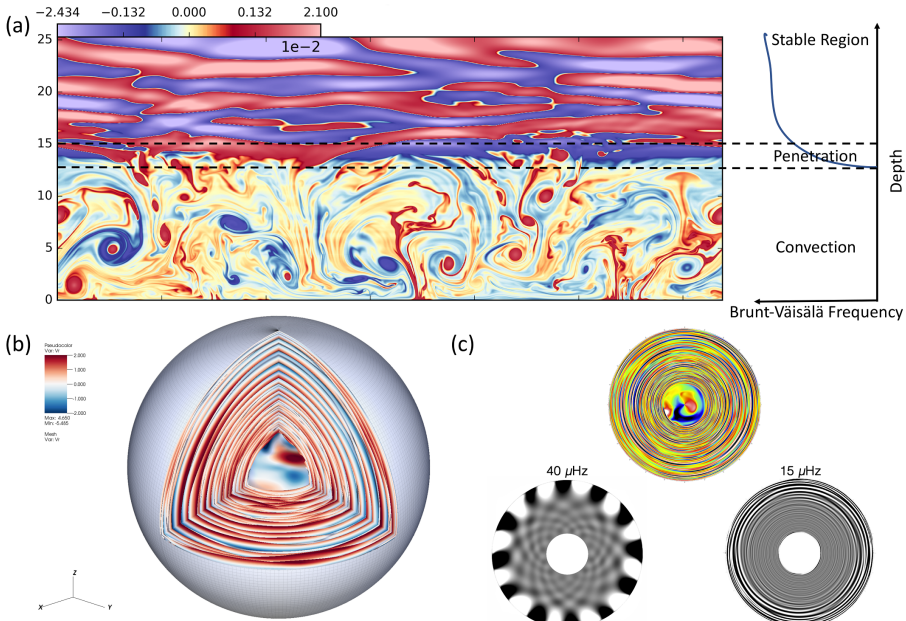 −2.434 −0.132 0.000 0.132 2.100
1e−2
(a)
25
20
15
10
5
0
Stable Region
Penetration
Convection
Depth
Brunt-Väisälä Frequency
(b)
Pseudocolor
Var: Vr
2.000
1.000
0.000
-1.000
-2.000
Max: 4.650
Min: -5.485
Mesh
Var: Vr
Z
X
Y
(c)
40 µHz
15 µHz